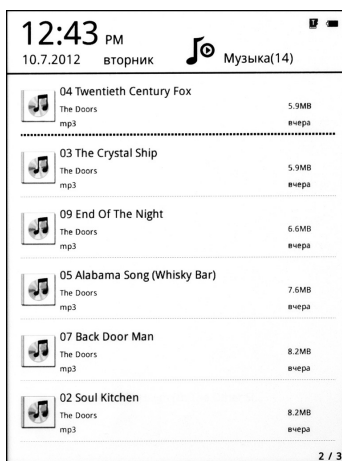 12:43 PM
10.7.2012 вторник
Музыка(14)
04 Twentieth Century Fox
The Doors
5.9MB
mp3
вчера
03 The Crystal Ship
The Doors
5.9MB
mp3
вчера
09 End Of The Night
The Doors
6.6MB
mp3
вчера
05 Alabama Song (Whisky Bar)
The Doors
7.6MB
mp3
вчера
07 Back Door Man
The Doors
8.2MB
mp3
вчера
02 Soul Kitchen
The Doors
8.2MB
mp3
вчера
2 / 3